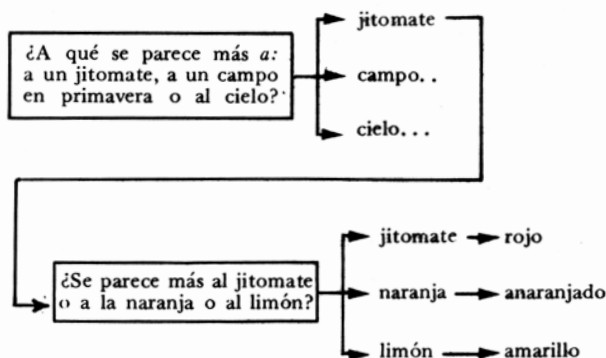 ¿A qué se parece más a:
a un jitomate, a un campo
en primavera o al cielo?
jitomate
campo..
cielo...
¿Se parece más al jitomate
o a la naranja o al limón?
jitomate → rojo
naranja → anaranjado
limón → amarillo